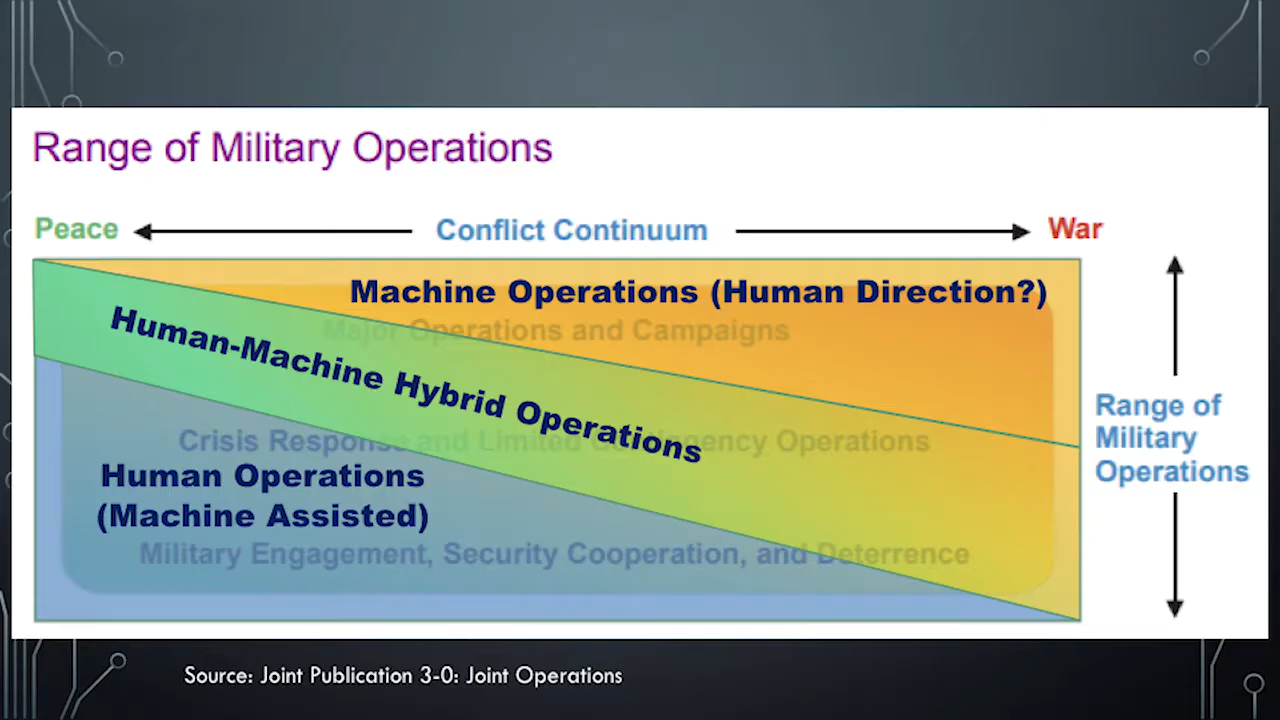 Range of Military Operations
Peace
Conflict Continuum
War
Machine Operations (Human Direction?)
Major Operations and Campaigns
Human-Machine Hybrid Operations
Crisis Response and Limited Contingency Operations
Human Operations
(Machine Assisted)
Military Engagement, Security Cooperation, and Deterrence
Range of
Military
Operations
Source: Joint Publication 3-0: Joint Operations